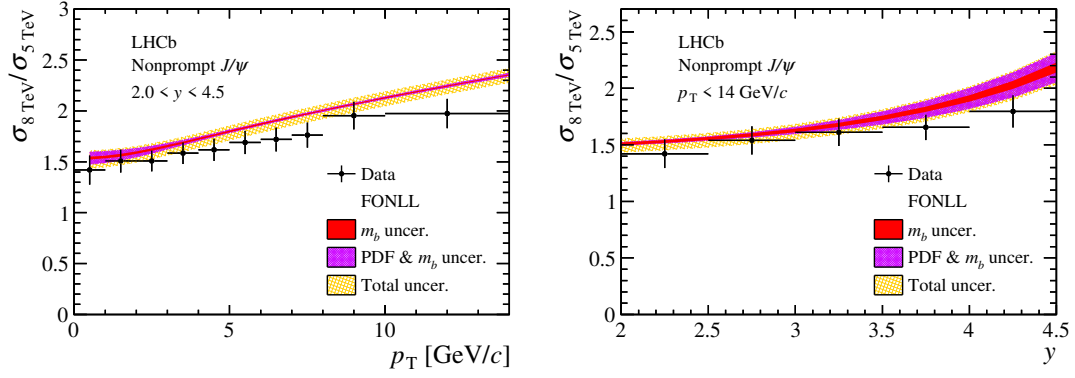 σ8 TeV/σ5 TeV
3
2.5
2
1.5
1
0.5
0
LHCb
Nonprompt J/ψ
2.0 < y < 4.5
Data
FONLL
mb uncer.
PDF & mb uncer.
Total uncer.
0 5 10
pT [GeV/c]
σ8 TeV/σ5 TeV
2.5
2
1.5
1
0.5
0
LHCb
Nonprompt J/ψ
pT < 14 GeV/c
Data
FONLL
mb uncer.
PDF & mb uncer.
Total uncer.
2 2.5 3 3.5 4 4.5
y